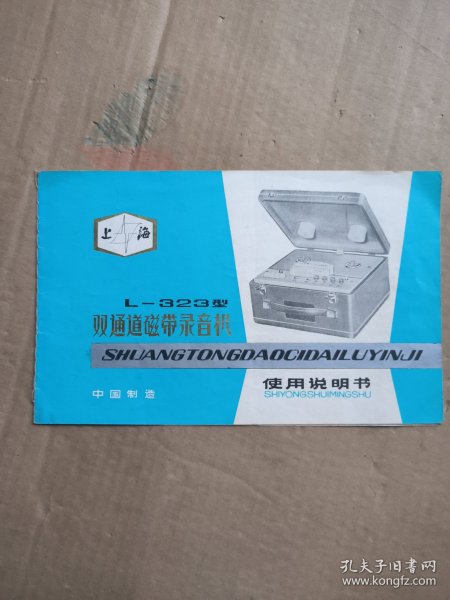 上海
L-323型
双通道磁带录音机
SHUANGTONGDAOCIDAILUYINJI
使用说明书
SHIYONGSHUIMINGSHU
中国制造
孔夫子旧书网
www.kongfz.com